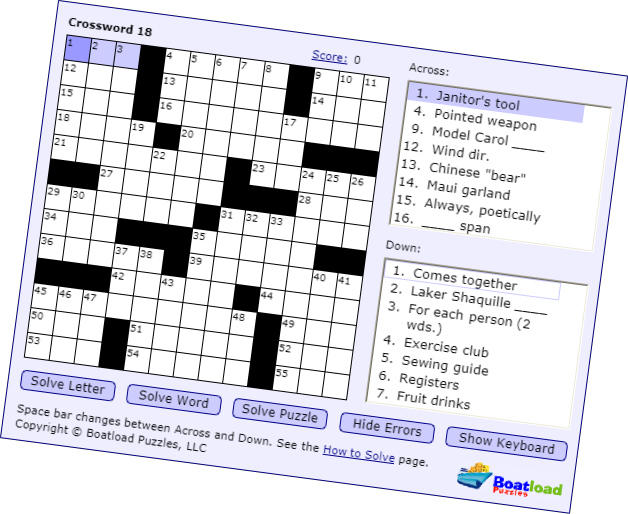 Crossword 18
Score: 0
1 2 3 4 5 6 7 8 9 10 11
12 13 14
15 16 17
18 19 20
21 22 23 24 25 26
27 28
29 30 31 32 33
34 35
36 37 38 39 40 41
42 43 44
45 46 47 48 49
50 51 52
53 54 55
Across:
1. Janitor's tool
4. Pointed weapon
9. Model Carol ____
12. Wind dir.
13. Chinese "bear"
14. Maui garland
15. Always, poetically
16. ____ span
Down:
1. Comes together
2. Laker Shaquille ____
3. For each person (2
wds.)
4. Exercise club
5. Sewing guide
6. Registers
7. Fruit drinks
Solve Letter Solve Word Solve Puzzle Hide Errors Show Keyboard
Space bar changes between Across and Down. See the How to Solve page.
Copyright © Boatload Puzzles, LLC
Boatload
Puzzles